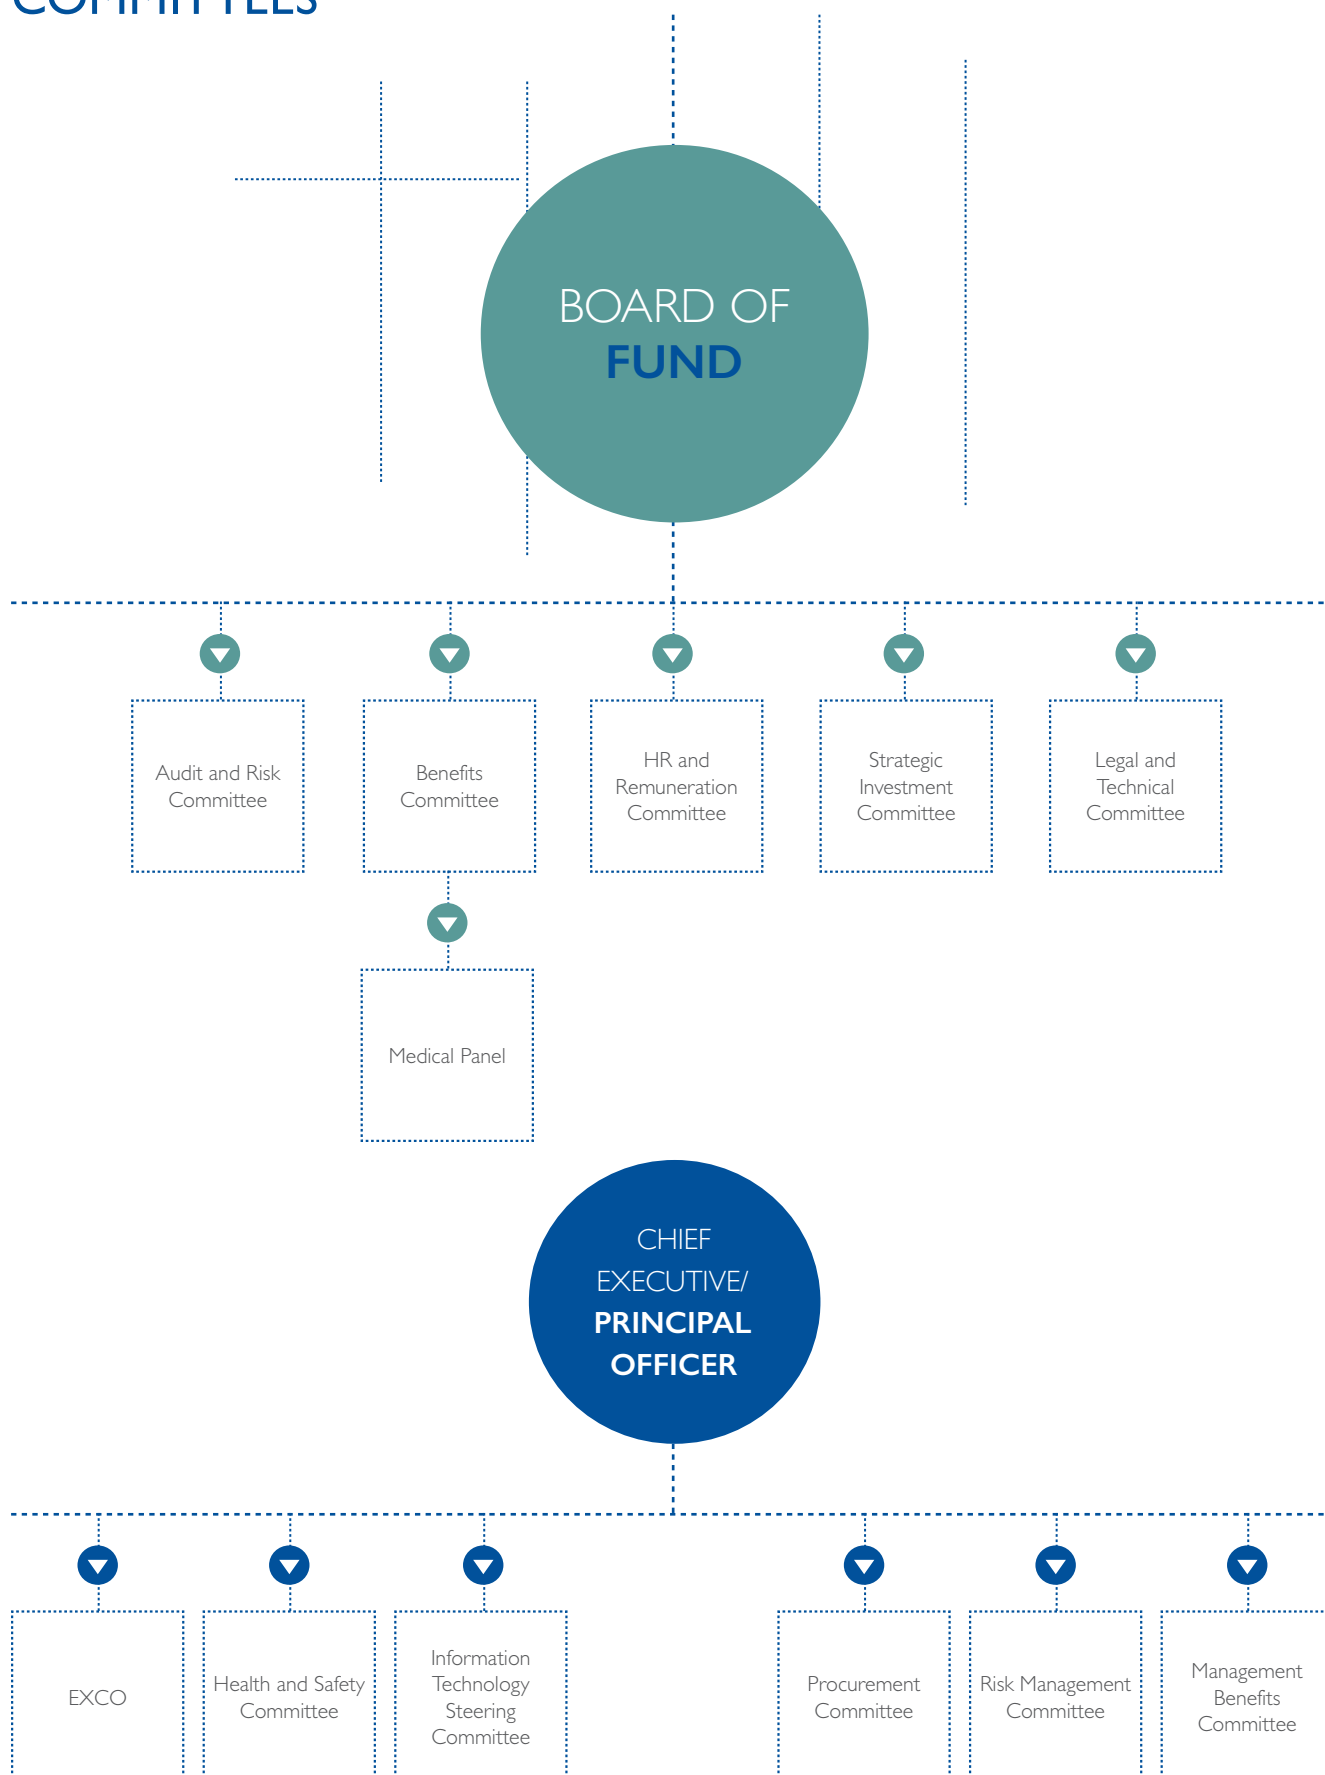 COMMITTEES
BOARD OF
FUND
Audit and Risk
Committee
Benefits
Committee
HR and
Remuneration
Committee
Strategic
Investment
Committee
Legal and
Technical
Committee
Medical Panel
CHIEF
EXECUTIVE/
PRINCIPAL
OFFICER
EXCO
Health and Safety
Committee
Information
Technology
Steering
Committee
Procurement
Committee
Risk Management
Committee
Management
Benefits
Committee